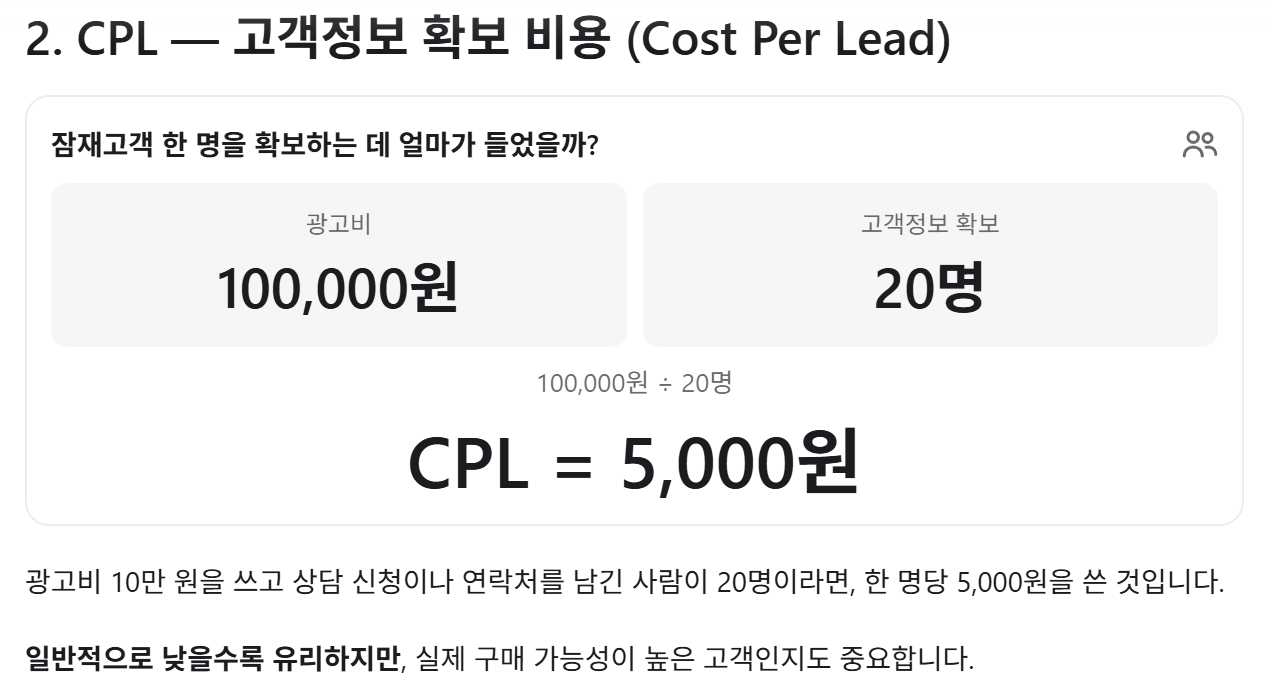 2. CPL — 고객정보 확보 비용 (Cost Per Lead)
잠재고객 한 명을 확보하는 데 얼마가 들었을까?
광고비
100,000원
고객정보 확보
20명
100,000원 ÷ 20명
CPL = 5,000원
광고비 10만 원을 쓰고 상담 신청이나 연락처를 남긴 사람이 20명이라면, 한 명당 5,000원을 쓴 것입니다.
일반적으로 낮을수록 유리하지만, 실제 구매 가능성이 높은 고객인지도 중요합니다.